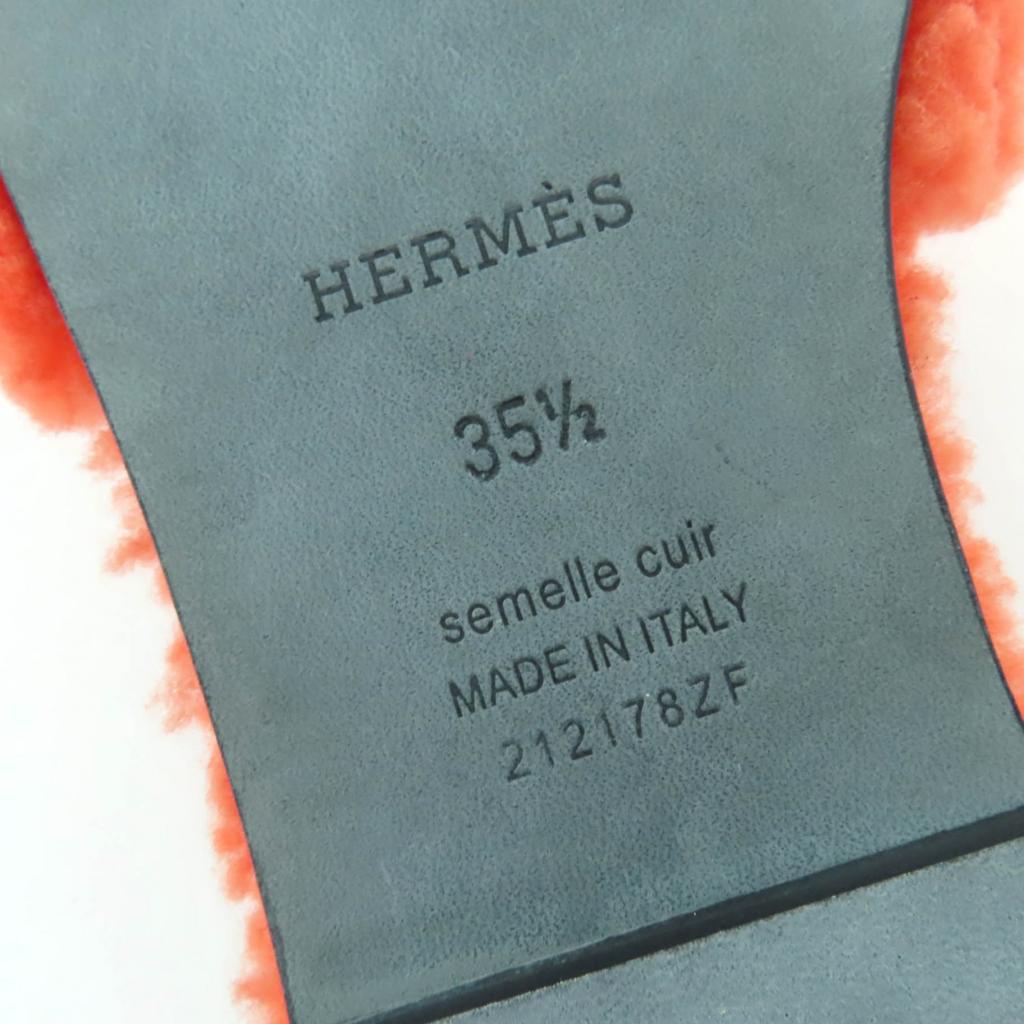 HERMÈS
35½
semelle cuir
MADE IN ITALY
212178ZF